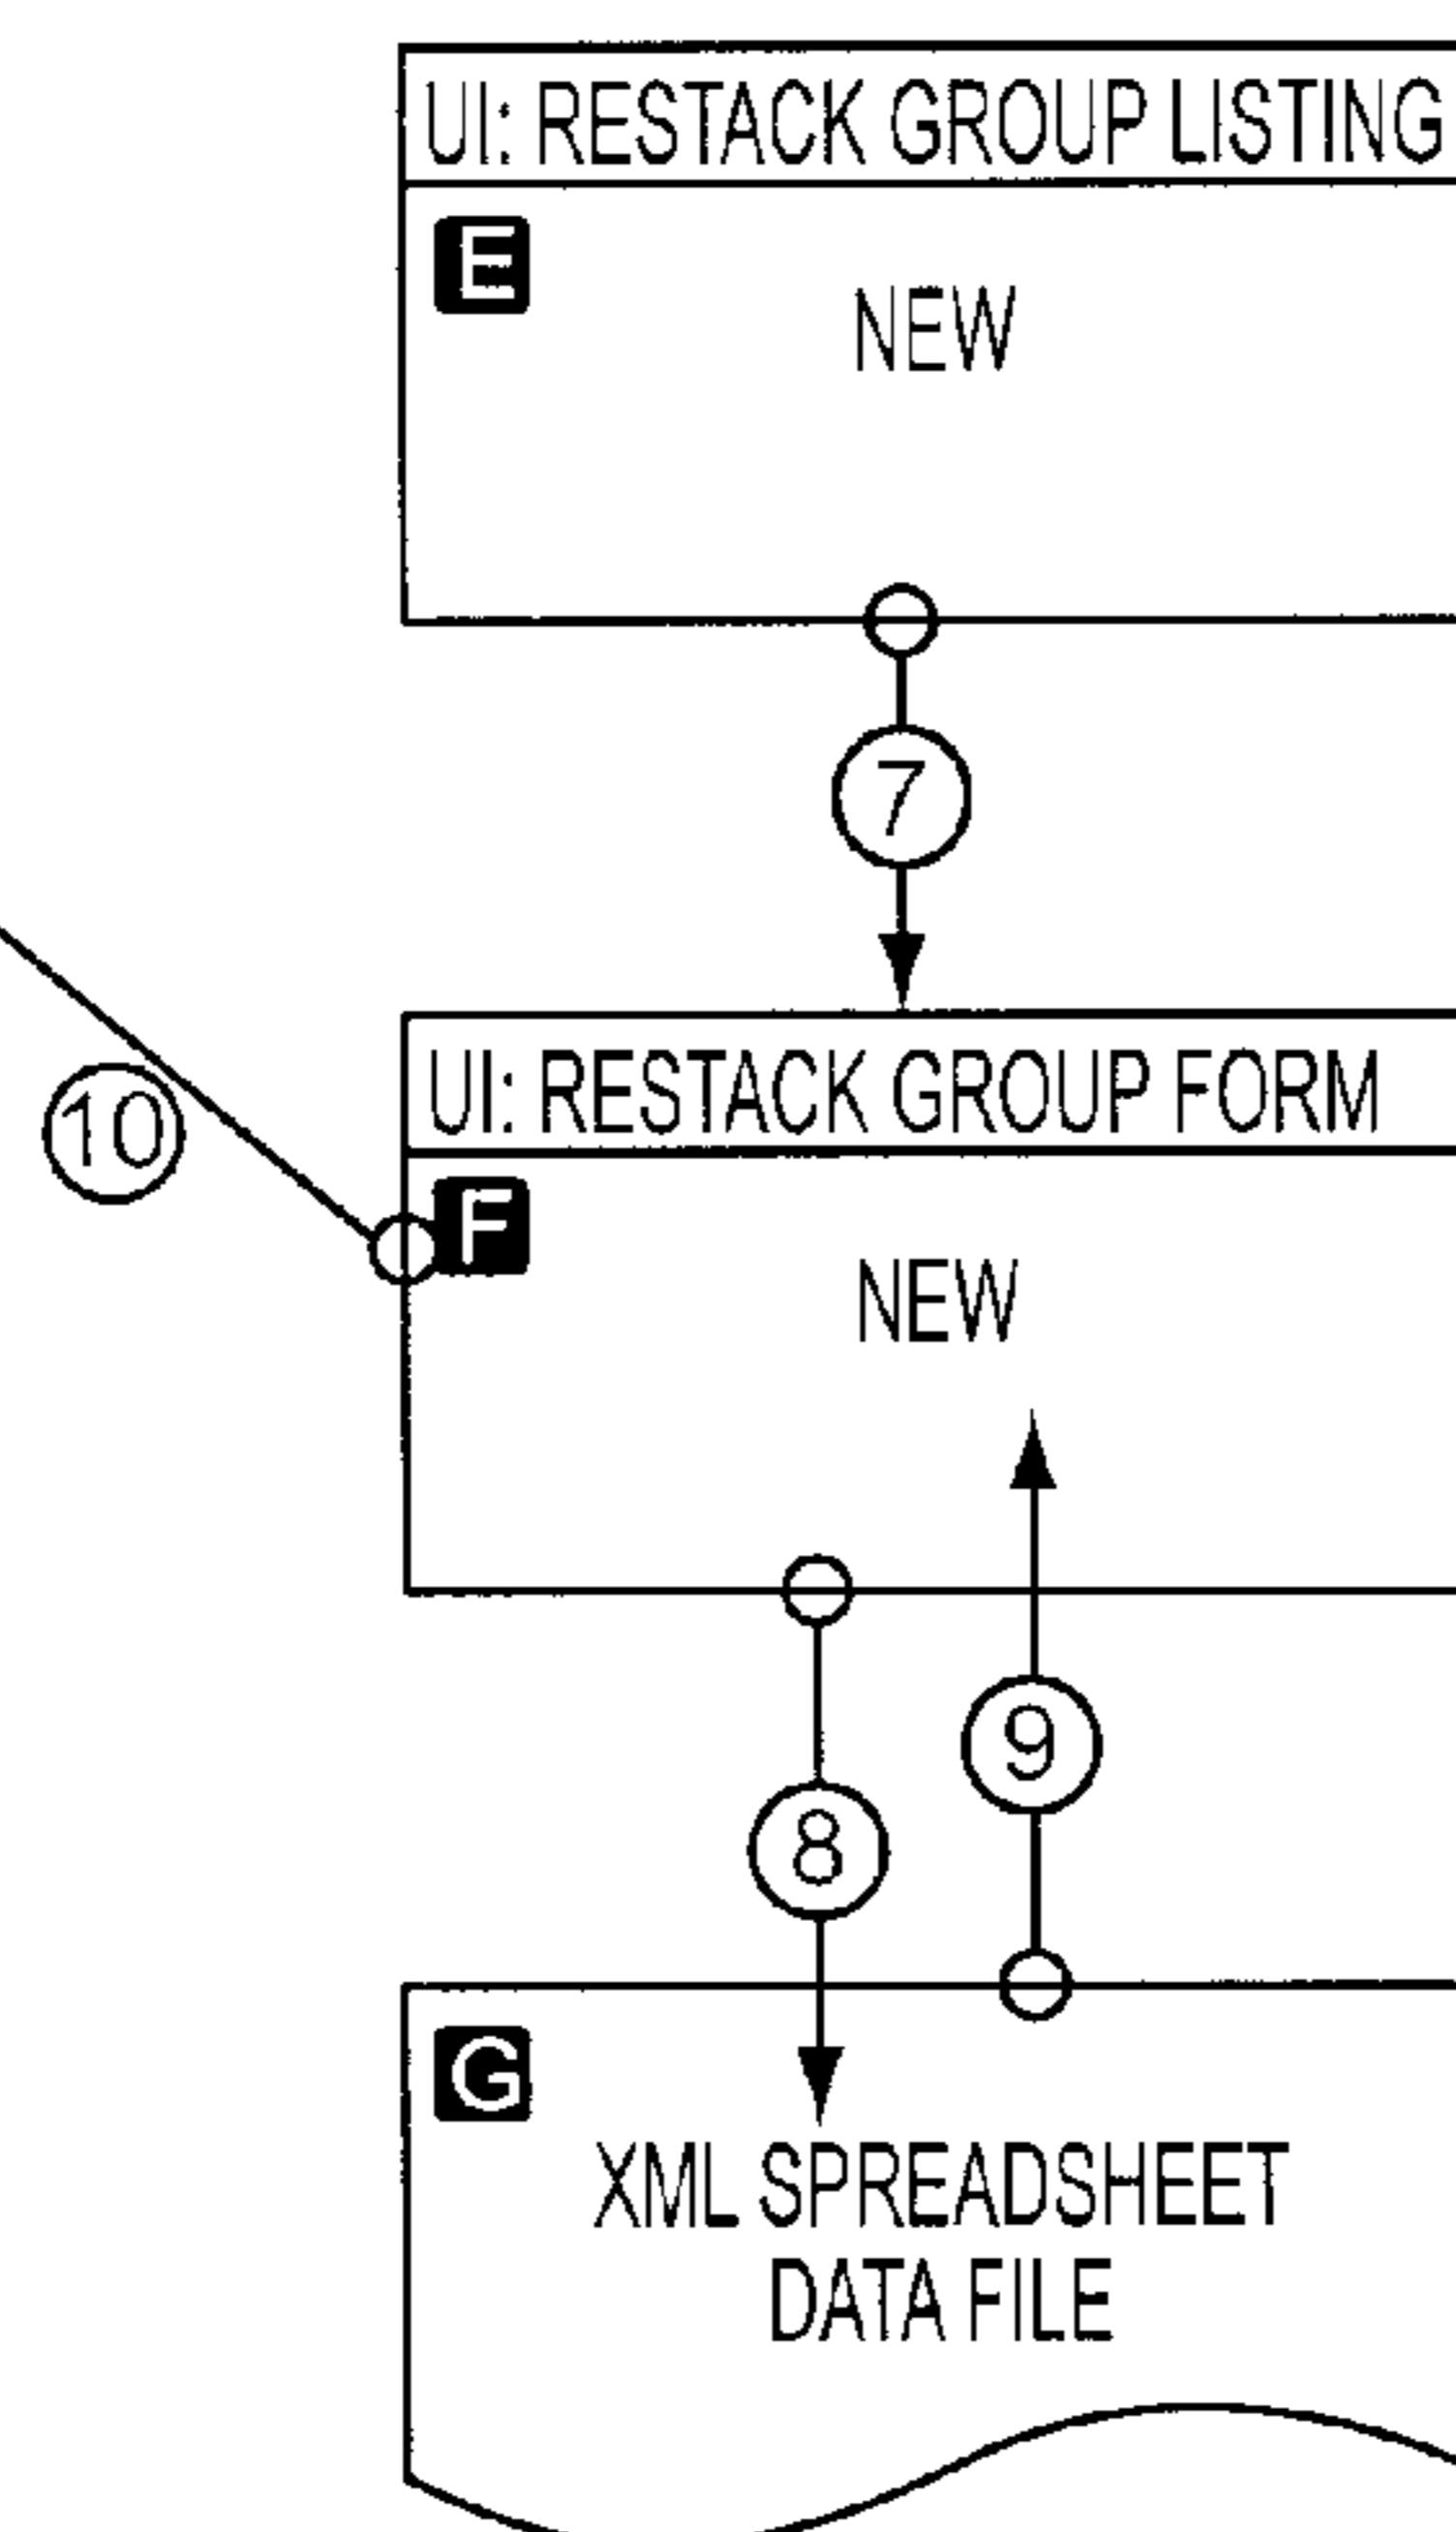 UI: RESTACK GROUP LISTING
E
NEW
7
UI: RESTACK GROUP FORM
10
F
NEW
9
8
G
XML SPREADSHEET
DATA FILE